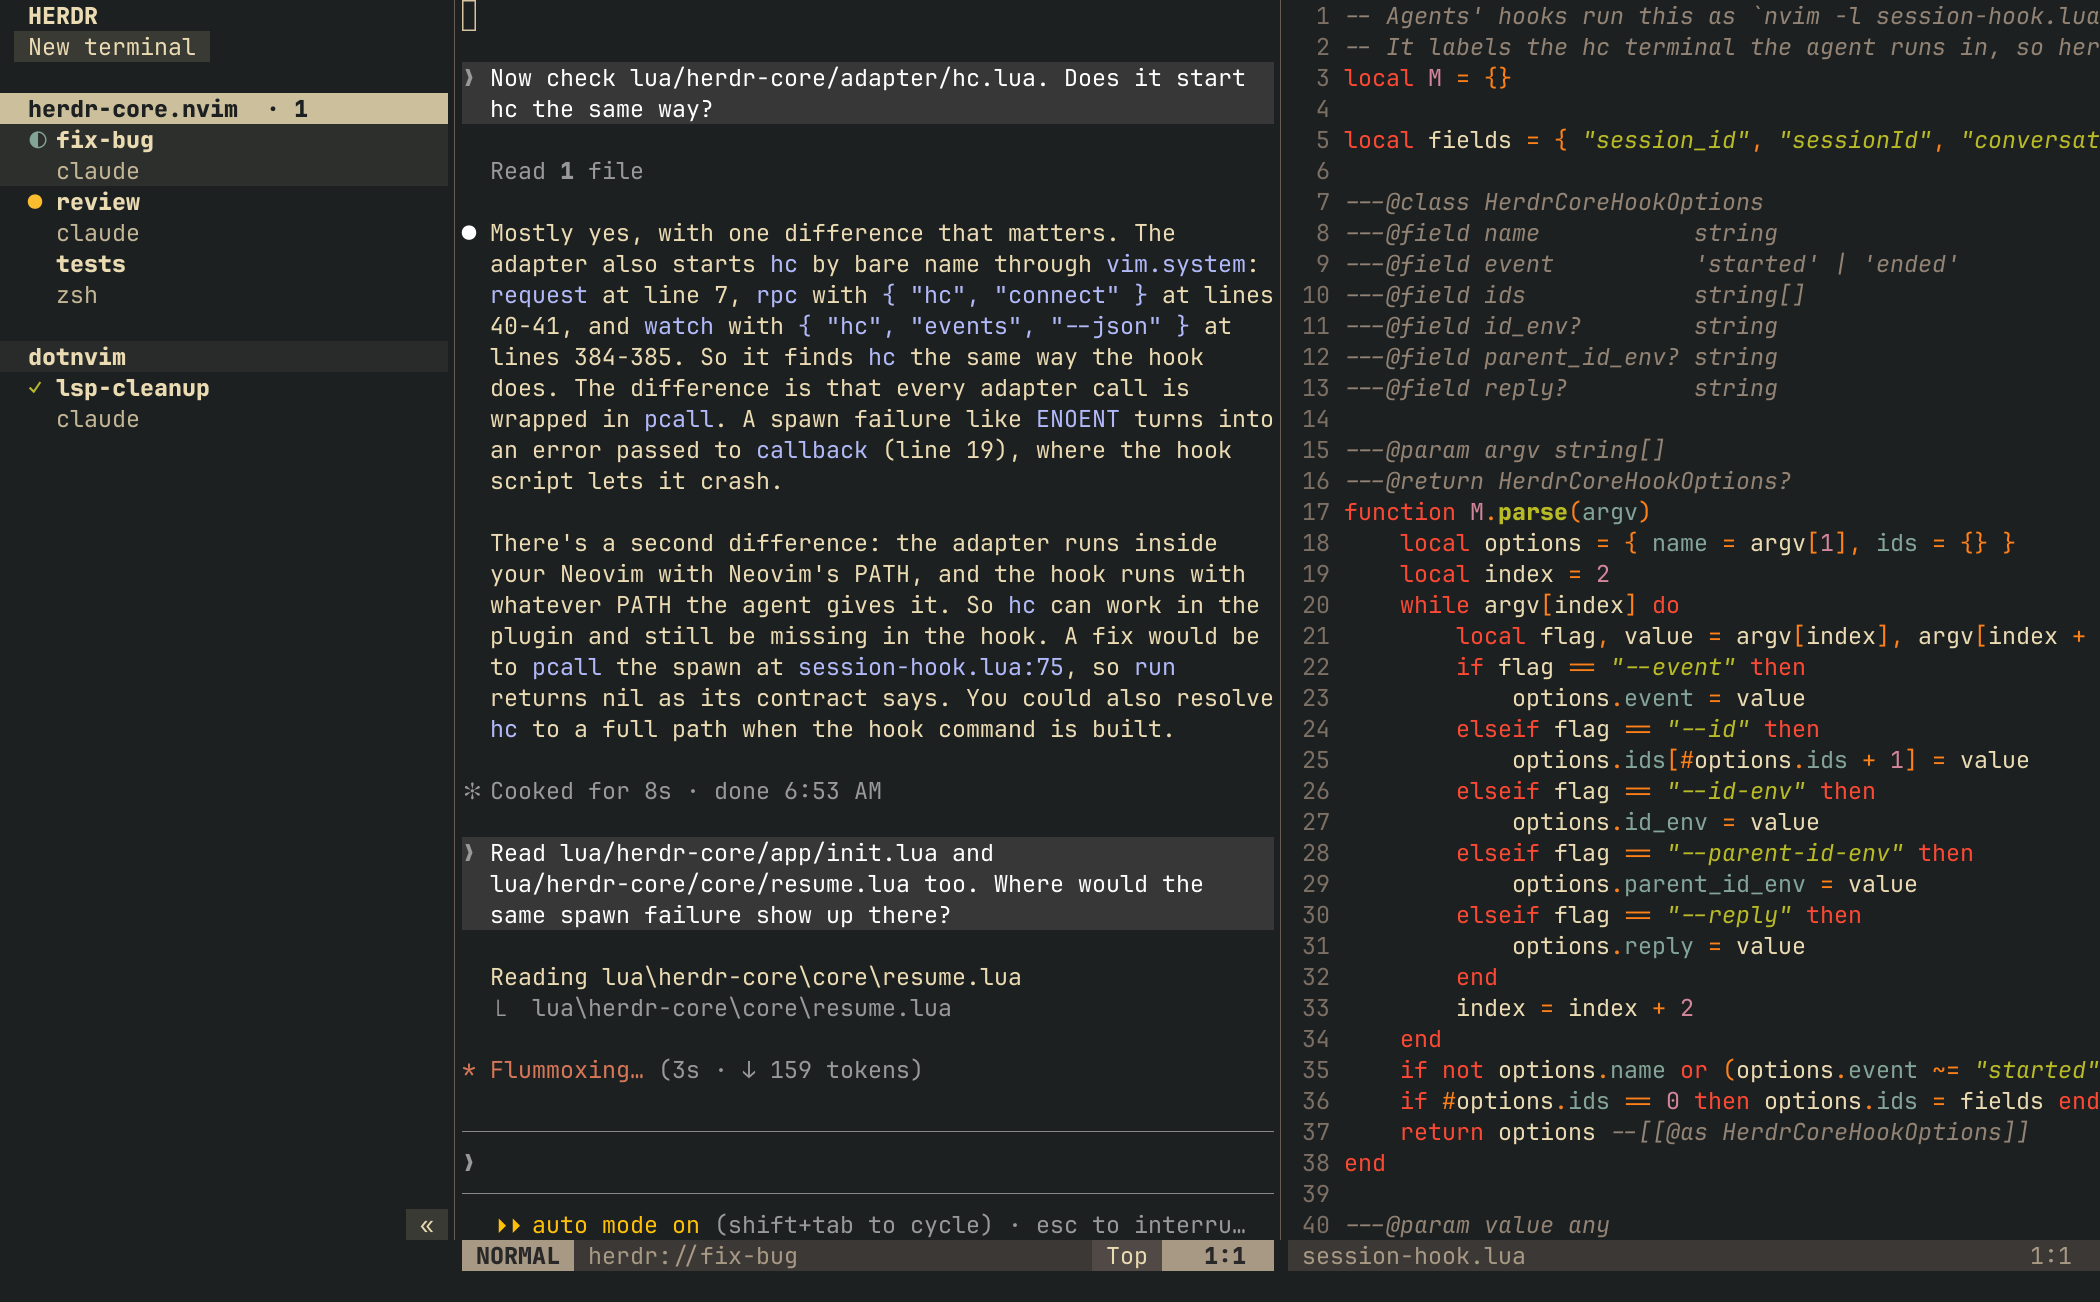 HERDR
New terminal
herdr-core.nvim · 1
fix-bug
claude
review
claude
tests
zsh
dotnvim
✓ lsp-cleanup
claude
«
❯ Now check lua/herdr-core/adapter/hc.lua. Does it start
hc the same way?
Read 1 file
● Mostly yes, with one difference that matters. The
adapter also starts hc by bare name through vim.system:
request at line 7, rpc with { "hc", "connect" } at lines
40-41, and watch with { "hc", "events", "--json" } at
lines 384-385. So it finds hc the same way the hook
does. The difference is that every adapter call is
wrapped in pcall. A spawn failure like ENOENT turns into
an error passed to callback (line 19), where the hook
script lets it crash.
There's a second difference: the adapter runs inside
your Neovim with Neovim's PATH, and the hook runs with
whatever PATH the agent gives it. So hc can work in the
plugin and still be missing in the hook. A fix would be
to pcall the spawn at session-hook.lua:75, so run
returns nil as its contract says. You could also resolve
hc to a full path when the hook command is built.
✻ Cooked for 8s · done 6:53 AM
❯ Read lua/herdr-core/app/init.lua and
lua/herdr-core/core/resume.lua too. Where would the
same spawn failure show up there?
Reading lua\herdr-core\core\resume.lua
└ lua\herdr-core\core\resume.lua
* Flummoxing… (3s · ↓ 159 tokens)
❯
⏵⏵ auto mode on (shift+tab to cycle) · esc to interru…
NORMAL herdr://fix-bug Top 1:1
1 -- Agents' hooks run this as `nvim -l session-hook.lua
2 -- It labels the hc terminal the agent runs in, so her
3 local M = {}
4
5 local fields = { "session_id", "sessionId", "conversat
6
7 ---@class HerdrCoreHookOptions
8 ---@field name string
9 ---@field event 'started' | 'ended'
10 ---@field ids string[]
11 ---@field id_env? string
12 ---@field parent_id_env? string
13 ---@field reply? string
14
15 ---@param argv string[]
16 ---@return HerdrCoreHookOptions?
17 function M.parse(argv)
18 local options = { name = argv[1], ids = {} }
19 local index = 2
20 while argv[index] do
21 local flag, value = argv[index], argv[index +
22 if flag == "--event" then
23 options.event = value
24 elseif flag == "--id" then
25 options.ids[#options.ids + 1] = value
26 elseif flag == "--id-env" then
27 options.id_env = value
28 elseif flag == "--parent-id-env" then
29 options.parent_id_env = value
30 elseif flag == "--reply" then
31 options.reply = value
32 end
33 index = index + 2
34 end
35 if not options.name or (options.event ~= "started"
36 if #options.ids == 0 then options.ids = fields end
37 return options --[[@as HerdrCoreHookOptions]]
38 end
39
40 ---@param value any
session-hook.lua 1:1